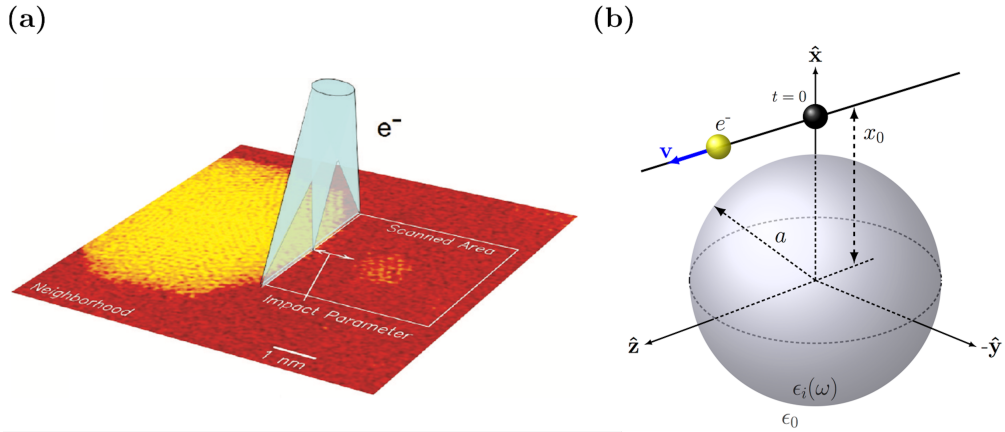 (a)
e-
Scanned Area
Neighborhood
Impact Parameter
1 nm
(b)
x̂
t=0
e-
v
x₀
a
ẑ
-ŷ
ϵᵢ(ω)
ϵ₀